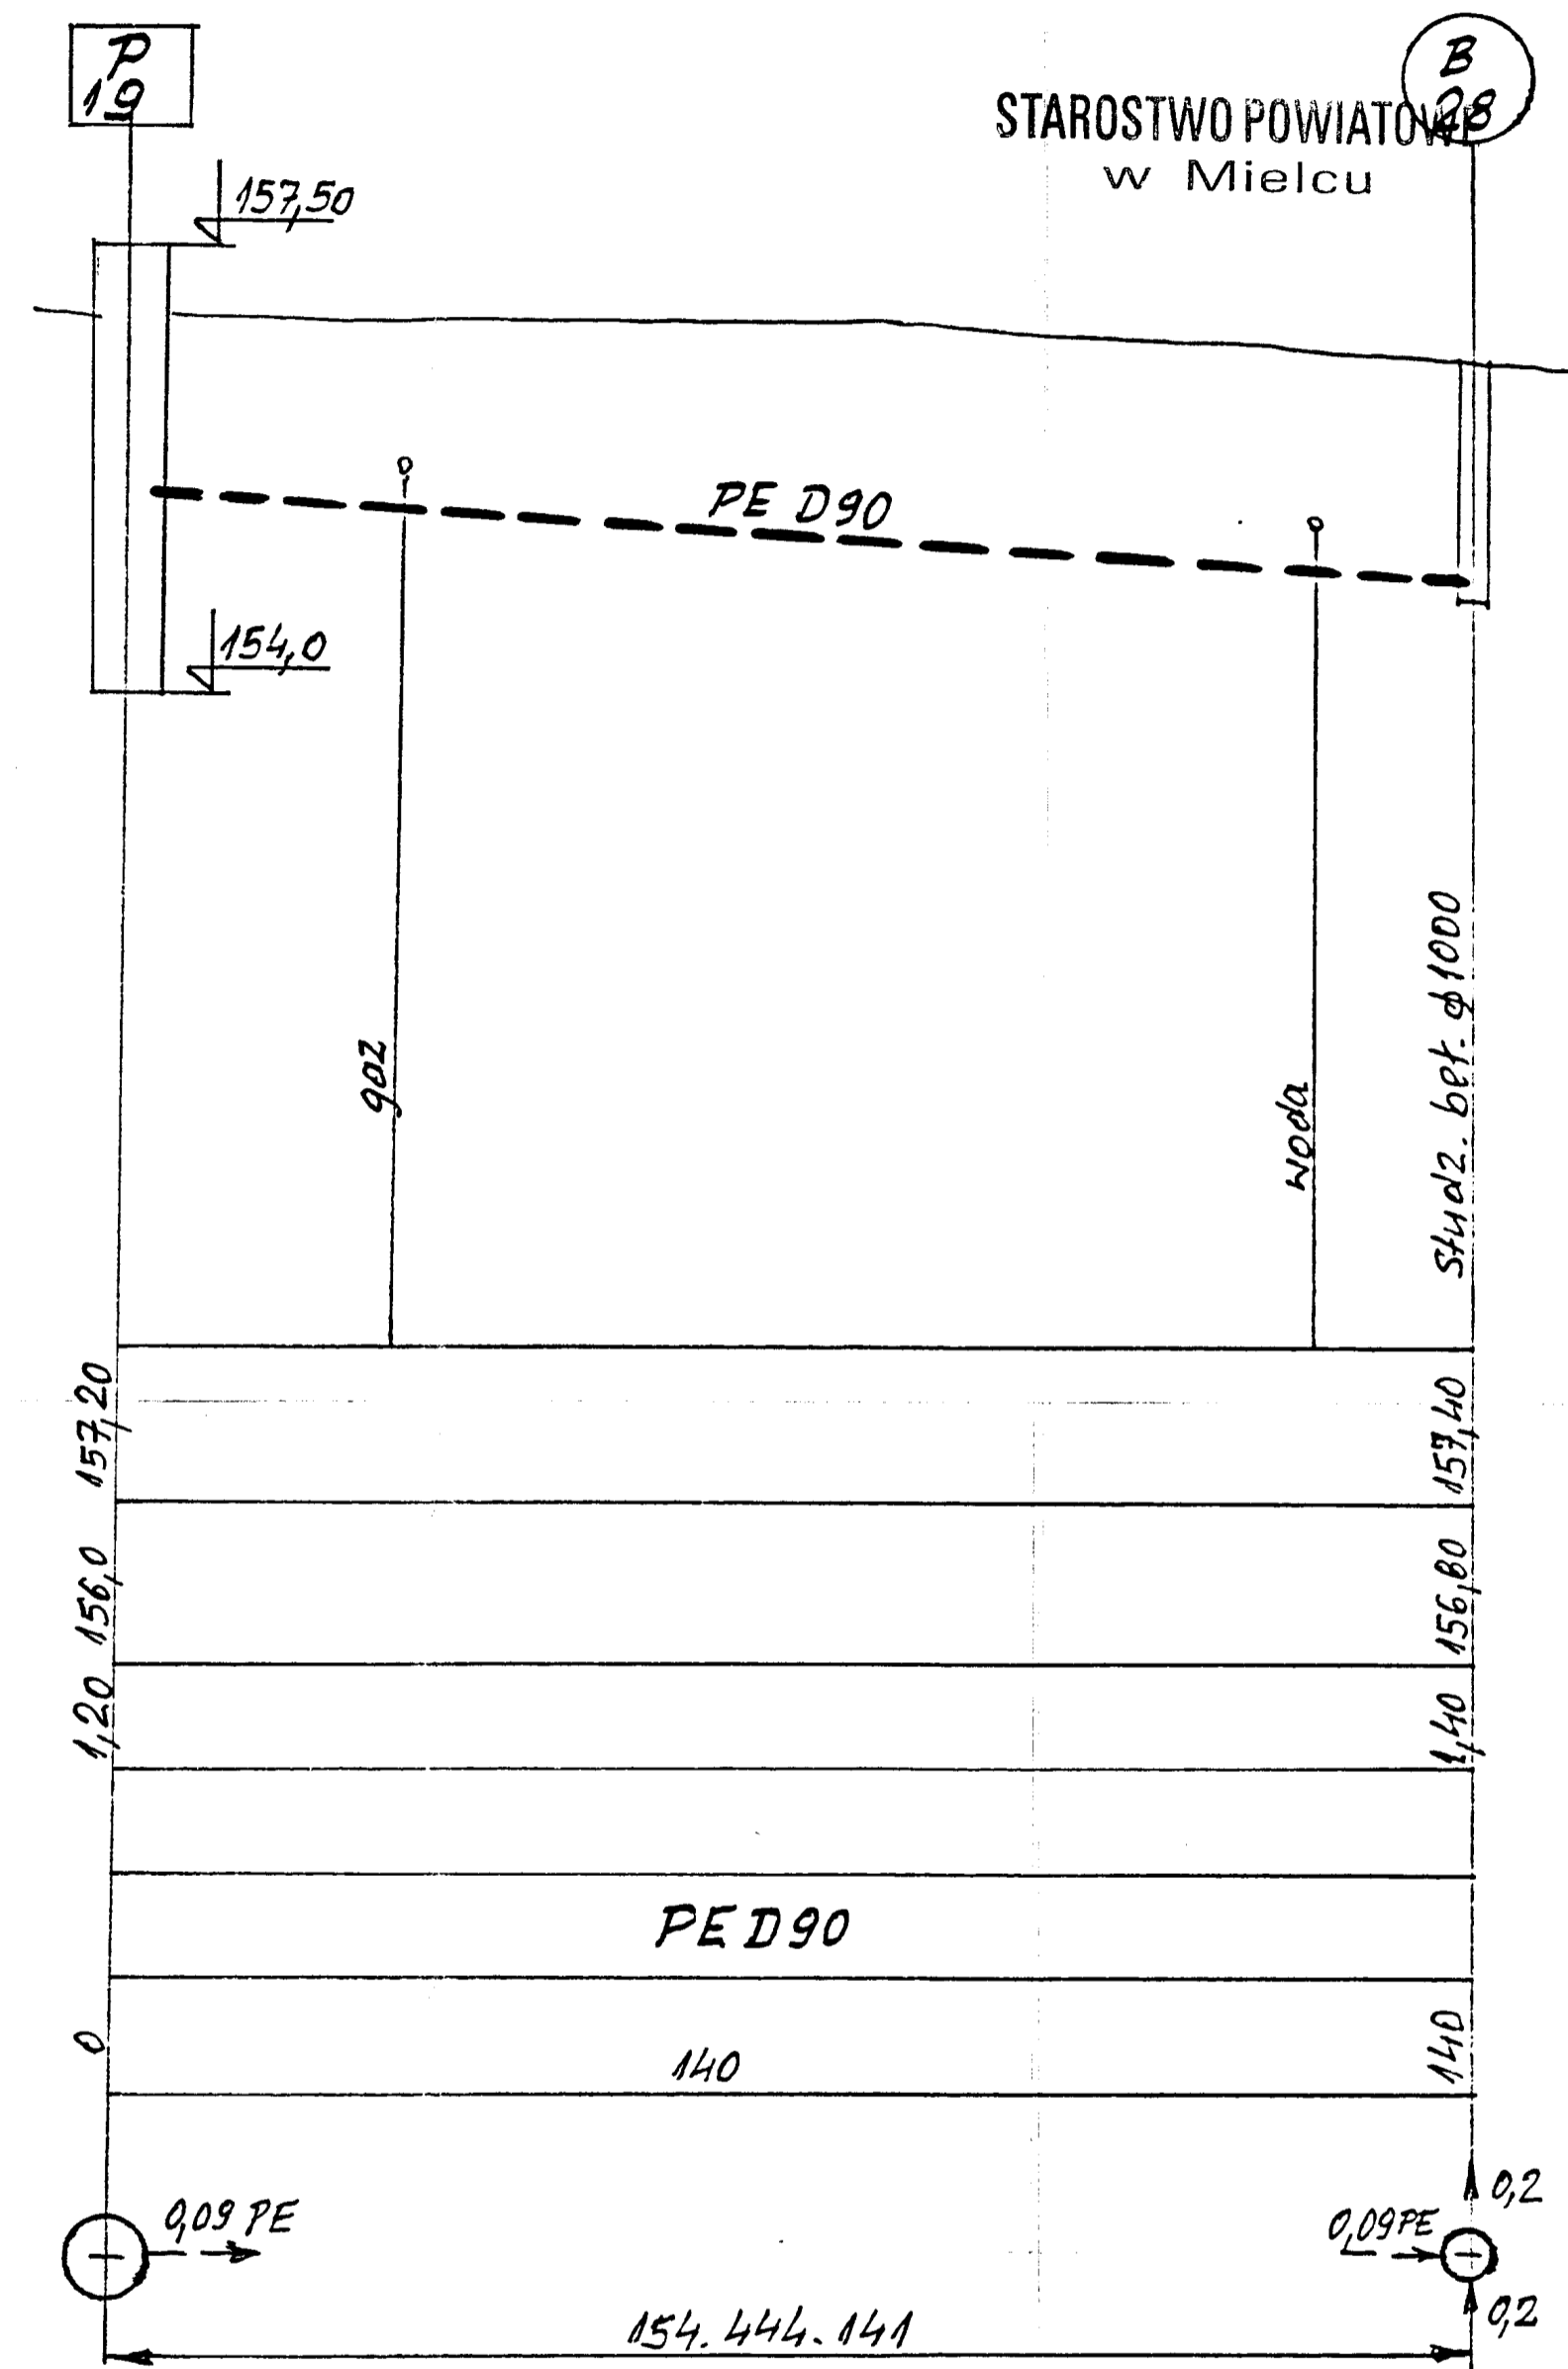 P
19
B
28
STAROSTWO POWIATOWE
w Mielcu
157,50
PE D90
154,0
gaz
woda
Studz. bet. ϕ1000
157,20
157,40
156,0
156,80
1,20
1,40
PE D90
0
140
140
0,09 PE
0,09 PE
0,2
0,2
154.444.141